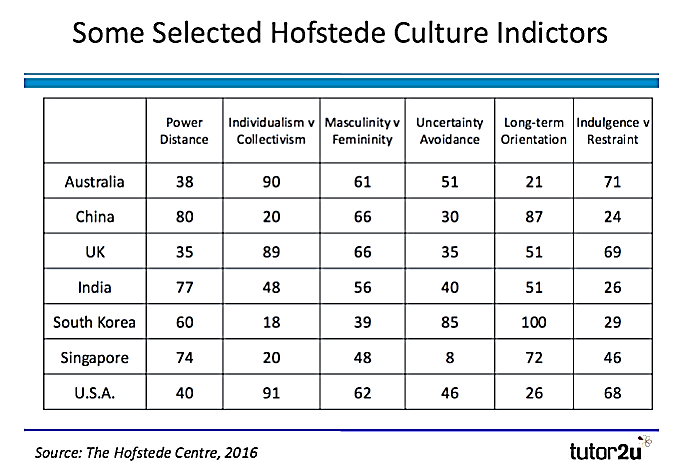 Some Selected Hofstede Culture Indictors
Power Distance Individualism v Collectivism Masculinity v Femininity Uncertainty Avoidance Long-term Orientation Indulgence v Restraint
Australia 38 90 61 51 21 71
China 80 20 66 30 87 24
UK 35 89 66 35 51 69
India 77 48 56 40 51 26
South Korea 60 18 39 85 100 29
Singapore 74 20 48 8 72 46
U.S.A. 40 91 62 46 26 68
Source: The Hofstede Centre, 2016
tutor2u